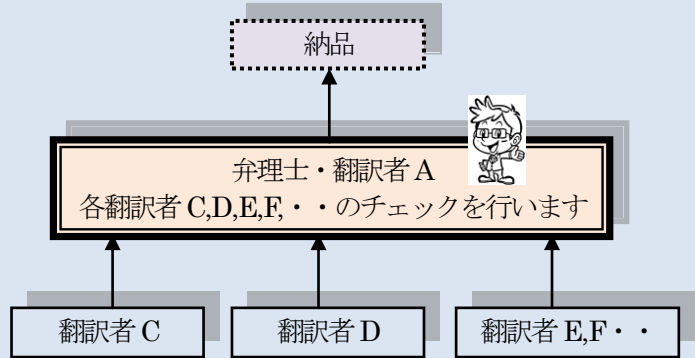 納品
弁理士・翻訳者 A
各翻訳者 C,D,E,F,・・のチェックを行います
翻訳者 C
翻訳者 D
翻訳者 E,F・・